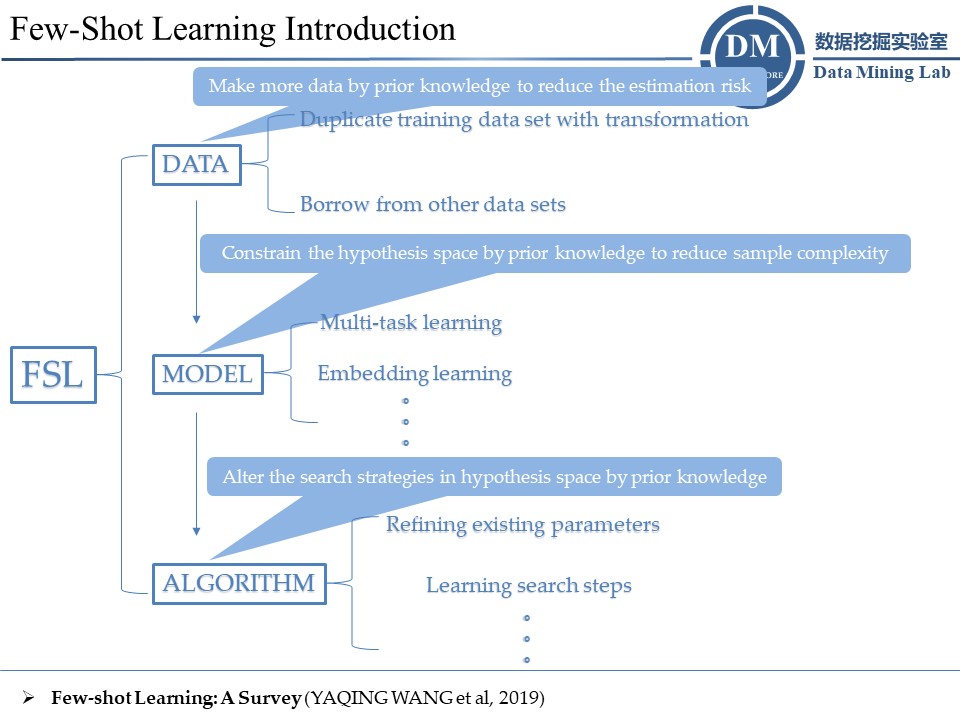 Few-Shot Learning Introduction
DM
ORE
数据挖掘实验室
Data Mining Lab
Make more data by prior knowledge to reduce the estimation risk
Duplicate training data set with transformation
DATA
Borrow from other data sets
Constrain the hypothesis space by prior knowledge to reduce sample complexity
Multi-task learning
FSL
MODEL
Embedding learning
Alter the search strategies in hypothesis space by prior knowledge
Refining existing parameters
ALGORITHM
Learning search steps
Few-shot Learning: A Survey (YAQING WANG et al, 2019)